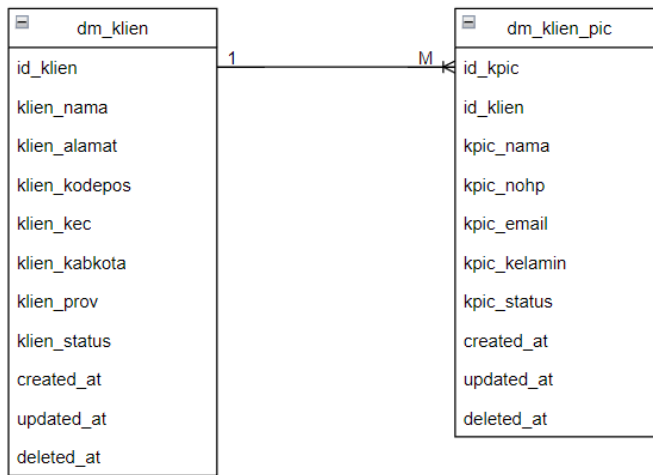 dm_klien
id_klien
klien_nama
klien_alamat
klien_kodepos
klien_kec
klien_kabkota
klien_prov
klien_status
created_at
updated_at
deleted_at
1
M
dm_klien_pic
id_kpic
id_klien
kpic_nama
kpic_nohp
kpic_email
kpic_kelamin
kpic_status
created_at
updated_at
deleted_at